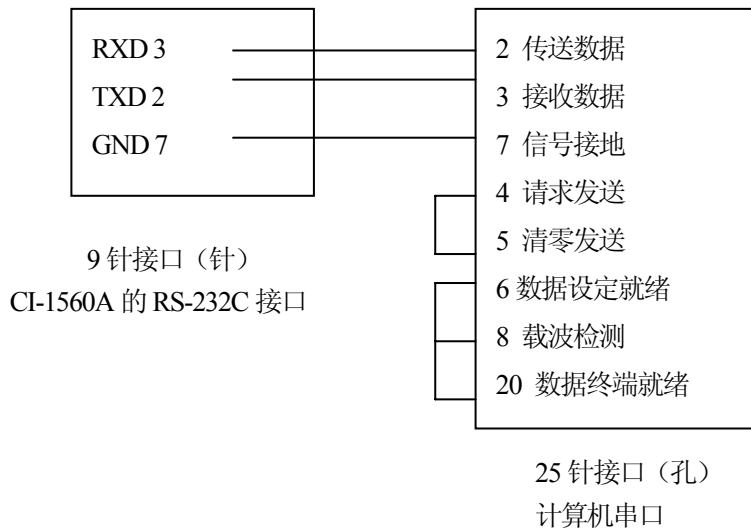 RXD 3
TXD 2
GND 7
9 针接口（针）
CI-1560A 的 RS-232C 接口
2 传送数据
3 接收数据
7 信号接地
4 请求发送
5 清零发送
6 数据设定就绪
8 载波检测
20 数据终端就绪
25 针接口（孔）
计算机串口